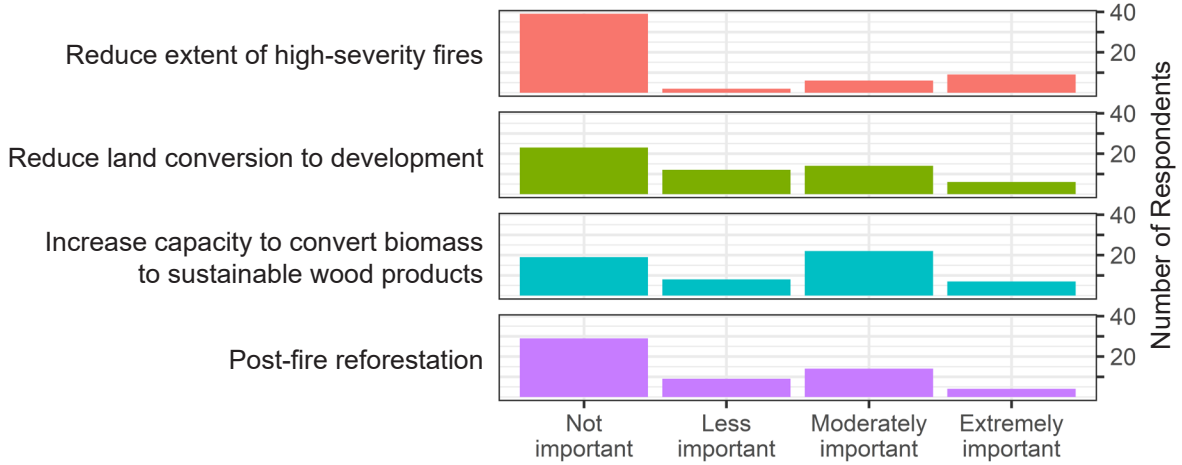 Reduce extent of high-severity fires
40
20
Reduce land conversion to development
40
20
Increase capacity to convert biomass
to sustainable wood products
40
20
Post-fire reforestation
40
20
Number of Respondents
Not
important
Less
important
Moderately
important
Extremely
important